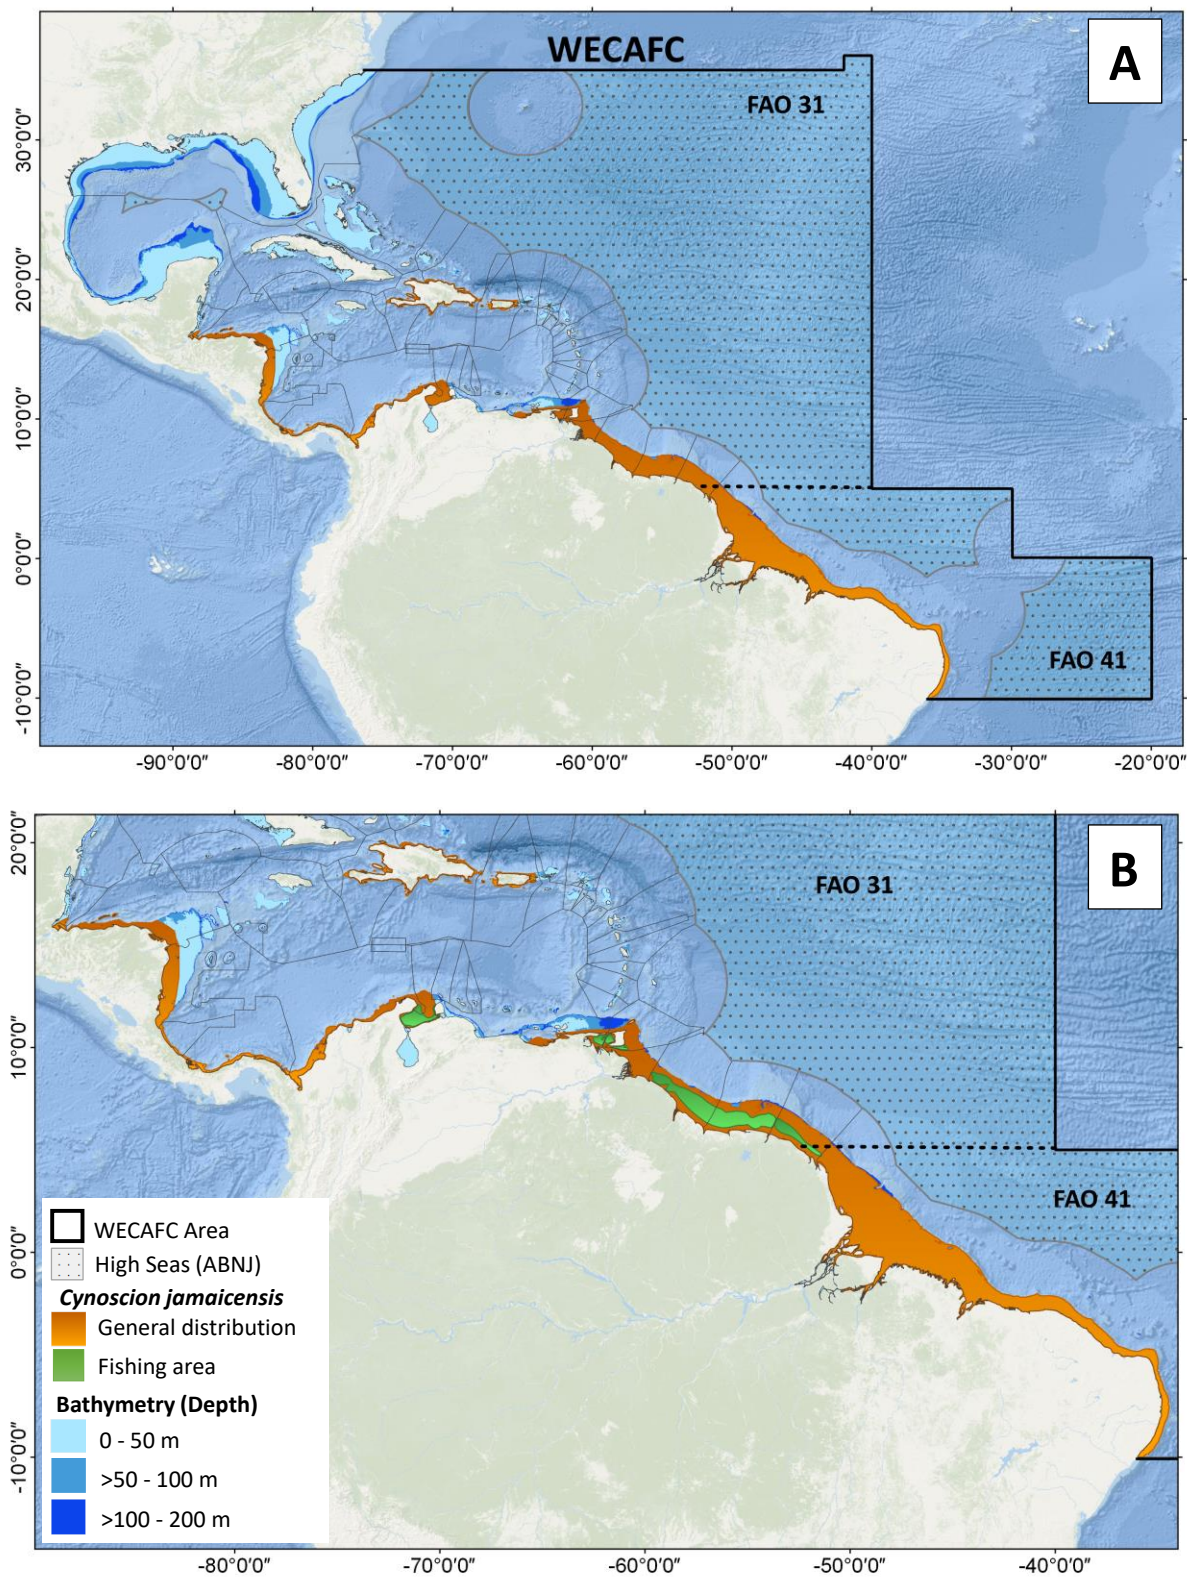 WECAFC
A
FAO 31
FAO 41
30°0'0"
20°0'0"
10°0'0"
0°0'0"
-10°0'0"
-90°0'0"
-80°0'0"
-70°0'0"
-60°0'0"
-50°0'0"
-40°0'0"
-30°0'0"
-20°0'0"
B
FAO 31
FAO 41
20°0'0"
10°0'0"
0°0'0"
-10°0'0"
WECAFC Area
High Seas (ABNJ)
Cynoscion jamaicensis
General distribution
Fishing area
Bathymetry (Depth)
0 - 50 m
>50 - 100 m
>100 - 200 m
-80°0'0"
-70°0'0"
-60°0'0"
-50°0'0"
-40°0'0"